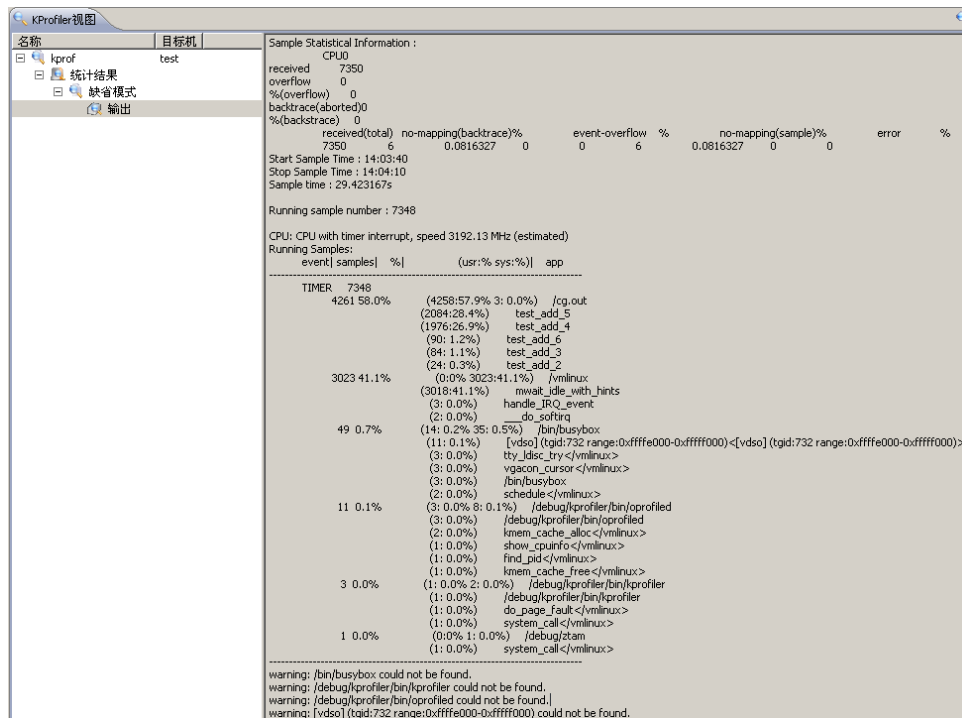 KProfiler视图
名称 目标机
kprof test
统计结果
缺省模式
输出
Sample Statistical Information :
CPU0
received 7350
overflow 0
%(overflow) 0
backtrace(aborted)0
%(backstrace) 0
received(total) no-mapping(backtrace)% event-overflow % no-mapping(sample)% error %
7350 6 0.0816327 0 0 6 0.0816327 0 0
Start Sample Time : 14:03:40
Stop Sample Time : 14:04:10
Sample time : 29.423167s
Running sample number : 7348
CPU: CPU with timer interrupt, speed 3192.13 MHz (estimated)
Running Samples:
event| samples| %| (usr:% sys:%)| app
--------------------------------------------------------------------------------
TIMER 7348
4261 58.0% (4258:57.9% 3: 0.0%) /cg.out
(2084:28.4%) test_add_5
(1976:26.9%) test_add_4
(90: 1.2%) test_add_6
(84: 1.1%) test_add_3
(24: 0.3%) test_add_2
3023 41.1% (0:0% 3023:41.1%) /vmlinux
(3018:41.1%) mwait_idle_with_hints
(3: 0.0%) handle_IRQ_event
(2: 0.0%) ___do_softirq
49 0.7% (14: 0.2% 35: 0.5%) /bin/busybox
(11: 0.1%) [vdso] (tgid:732 range:0xffffe000-0xfffff000)<[vdso] (tgid:732 range:0xffffe000-0xfffff000)>
(3: 0.0%) tty_ldisc_try</vmlinux>
(3: 0.0%) vgacon_cursor</vmlinux>
(3: 0.0%) /bin/busybox
(2: 0.0%) schedule</vmlinux>
11 0.1% (3: 0.0% 8: 0.1%) /debug/kprofiler/bin/oprofiled
(3: 0.0%) /debug/kprofiler/bin/oprofiled
(2: 0.0%) kmem_cache_alloc</vmlinux>
(1: 0.0%) show_cpuinfo</vmlinux>
(1: 0.0%) find_pid</vmlinux>
(1: 0.0%) kmem_cache_free</vmlinux>
3 0.0% (1: 0.0% 2: 0.0%) /debug/kprofiler/bin/kprofiler
(1: 0.0%) /debug/kprofiler/bin/kprofiler
(1: 0.0%) do_page_fault</vmlinux>
(1: 0.0%) system_call</vmlinux>
1 0.0% (0:0% 1: 0.0%) /debug/ztam
(1: 0.0%) system_call</vmlinux>
--------------------------------------------------------------------------------
warning: /bin/busybox could not be found.
warning: /debug/kprofiler/bin/kprofiler could not be found.
warning: /debug/kprofiler/bin/oprofiled could not be found.
warning: [vdso] (tgid:732 range:0xffffe000-0xfffff000) could not be found.